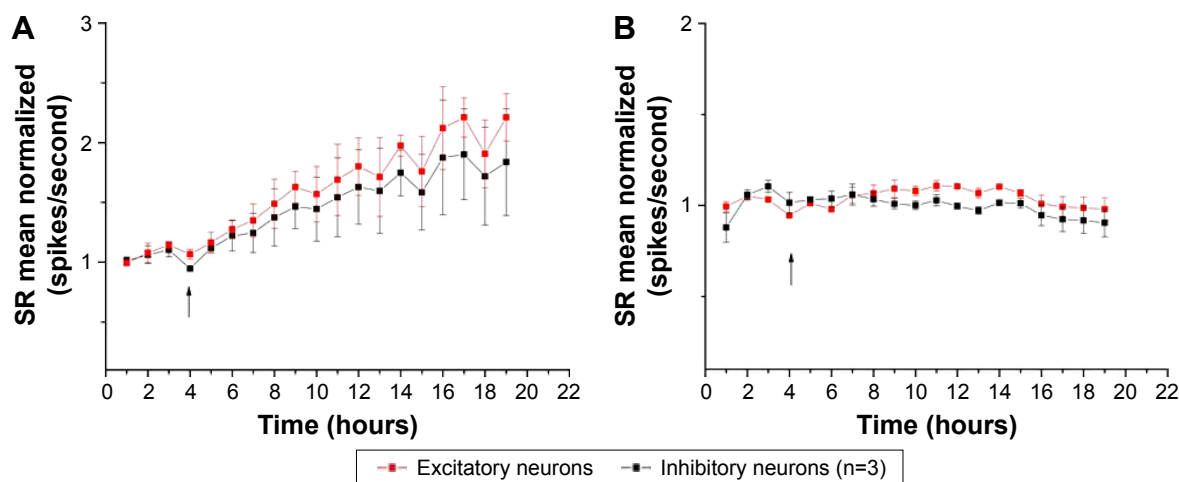 A
SR mean normalized
(spikes/second)
3
2
1
0 2 4 6 8 10 12 14 16 18 20 22
Time (hours)
B
SR mean normalized
(spikes/second)
2
1
0 2 4 6 8 10 12 14 16 18 20 22
Time (hours)
Excitatory neurons Inhibitory neurons (n=3)